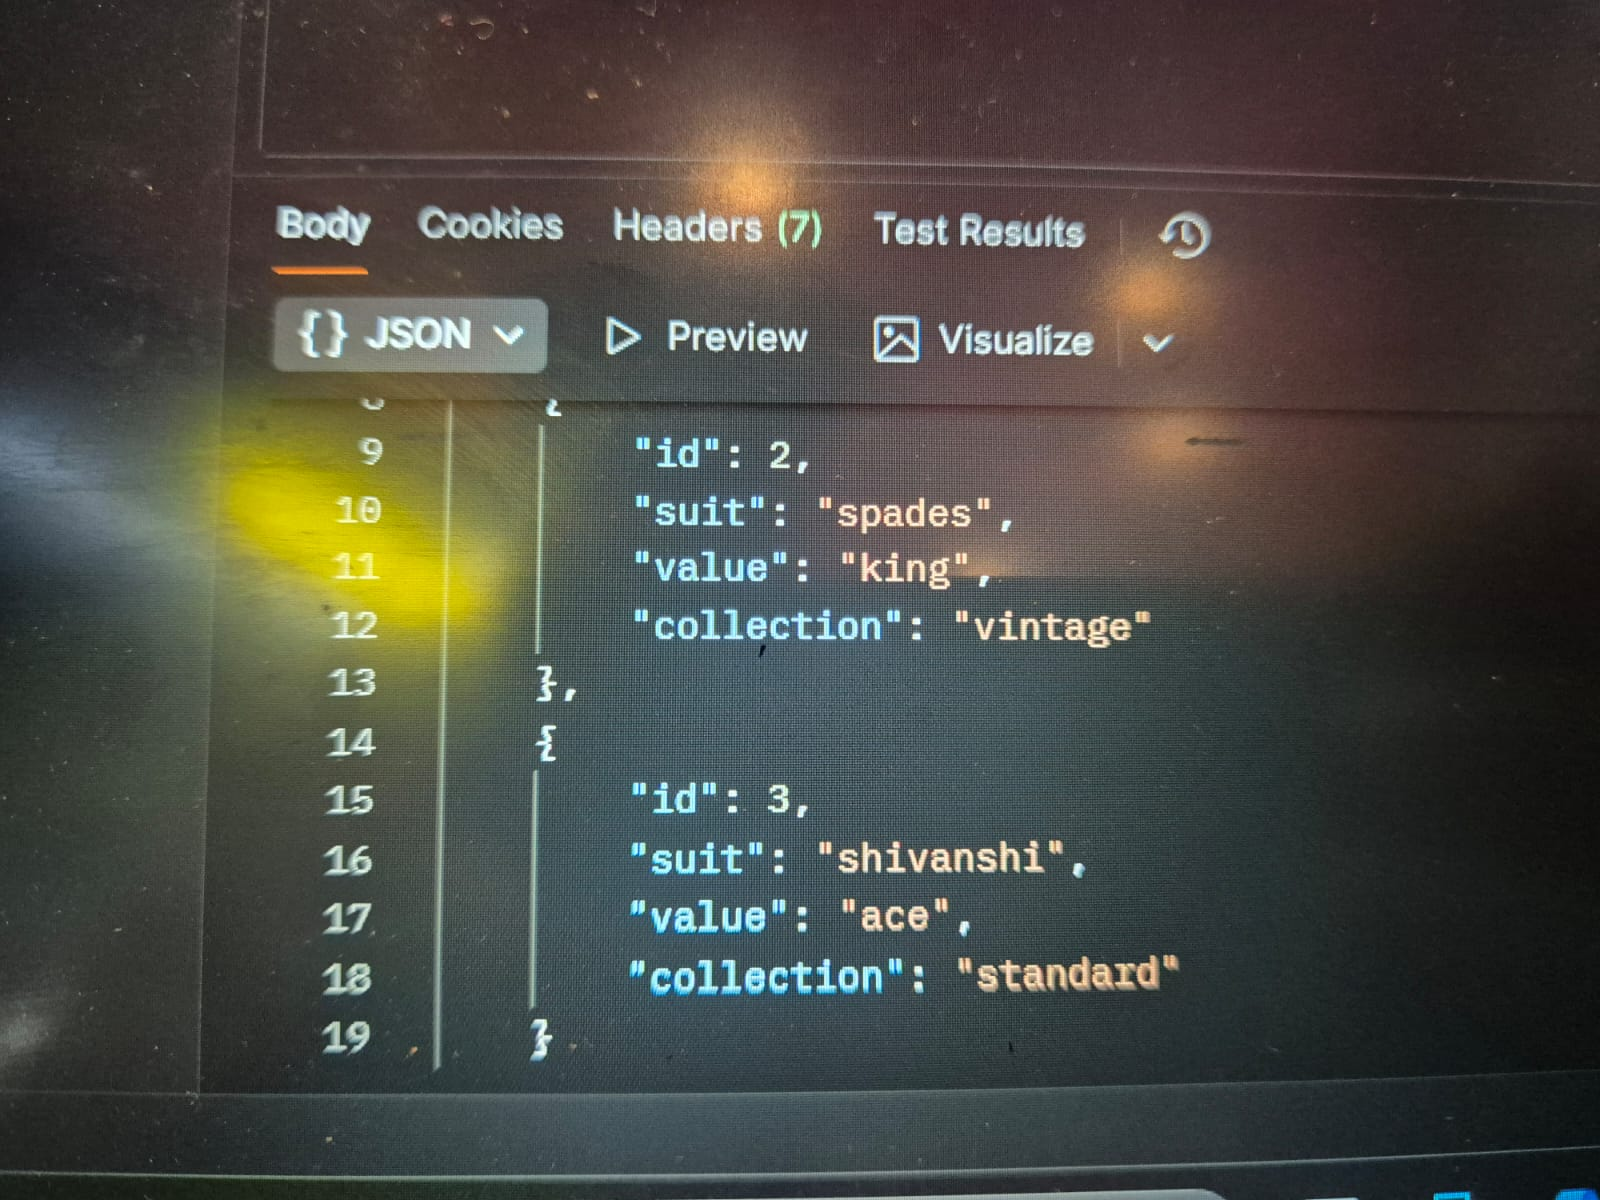 Body Cookies Headers (7) Test Results
{} JSON Preview Visualize
9 "id": 2,
10 "suit": "spades",
11 "value": "king",
12 "collection": "vintage"
13 },
14 {
15 "id": 3,
16 "suit": "shivanshi",
17 "value": "ace",
18 "collection": "standard"
19 }